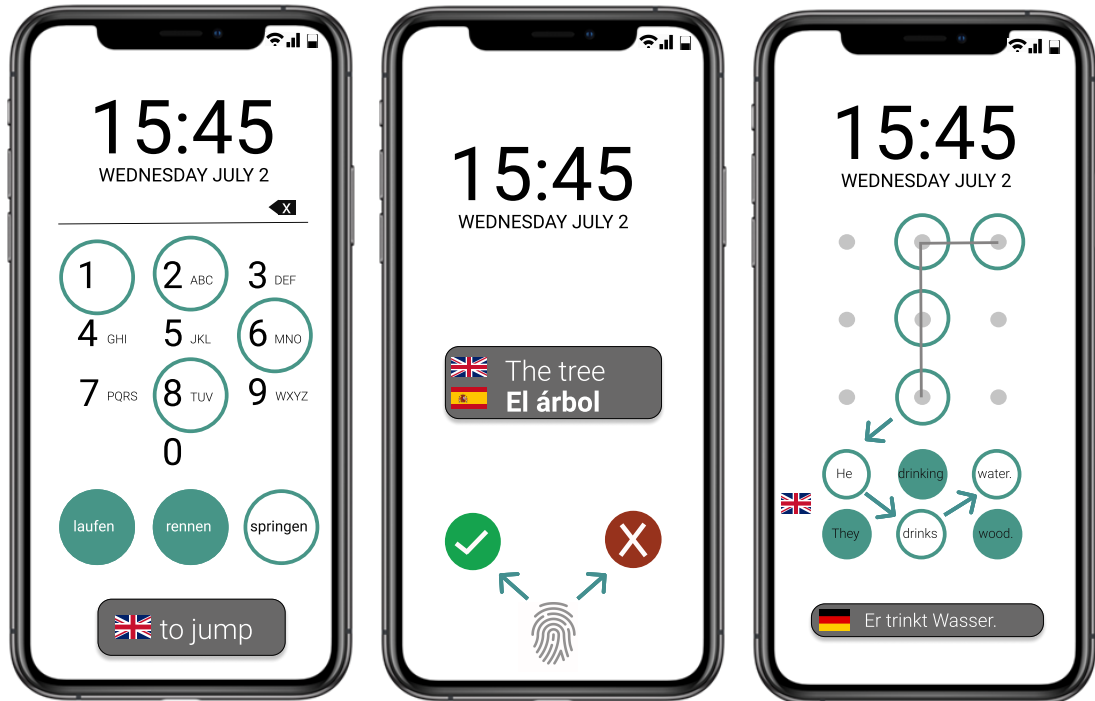 15:45
WEDNESDAY JULY 2
X
1 2 ABC 3 DEF
4 GHI 5 JKL 6 MNO
7 PQRS 8 TUV 9 WXYZ
0
laufen rennen springen
to jump
15:45
WEDNESDAY JULY 2
The tree
El árbol
15:45
WEDNESDAY JULY 2
He drinking water.
They drinks wood.
Er trinkt Wasser.